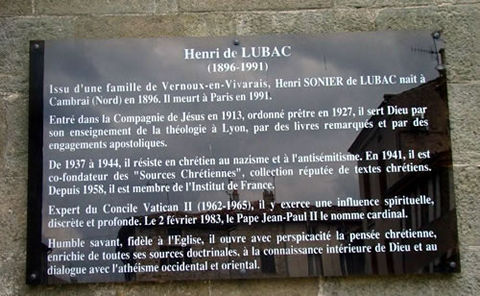 Henri de LUBAC
(1896-1991)
Issu d'une famille de Vernoux-en-Vivarais, Henri SONIER de LUBAC naît à
Cambrai (Nord) en 1896. Il meurt à Paris en 1991.
Entré dans la Compagnie de Jésus en 1913, ordonné prêtre en 1927, il sert Dieu par
son enseignement de la théologie à Lyon, par des livres remarqués et par des
engagements apostoliques.
De 1937 à 1944, il résiste en chrétien au nazisme et à l'antisémitisme. En 1941, il est
co-fondateur des "Sources Chrétiennes", collection réputée de textes chrétiens.
Depuis 1958, il est membre de l'Institut de France.
Expert du Concile Vatican II (1962-1965), il y exerce une influence spirituelle,
discrète et profonde. Le 2 février 1983, le Pape Jean-Paul II le nomme cardinal.
Humble savant, fidèle à l'Eglise, il ouvre avec perspicacité la pensée chrétienne,
enrichie de toutes ses sources doctrinales, à la connaissance intérieure de Dieu et au
dialogue avec l'athéisme occidental et oriental.